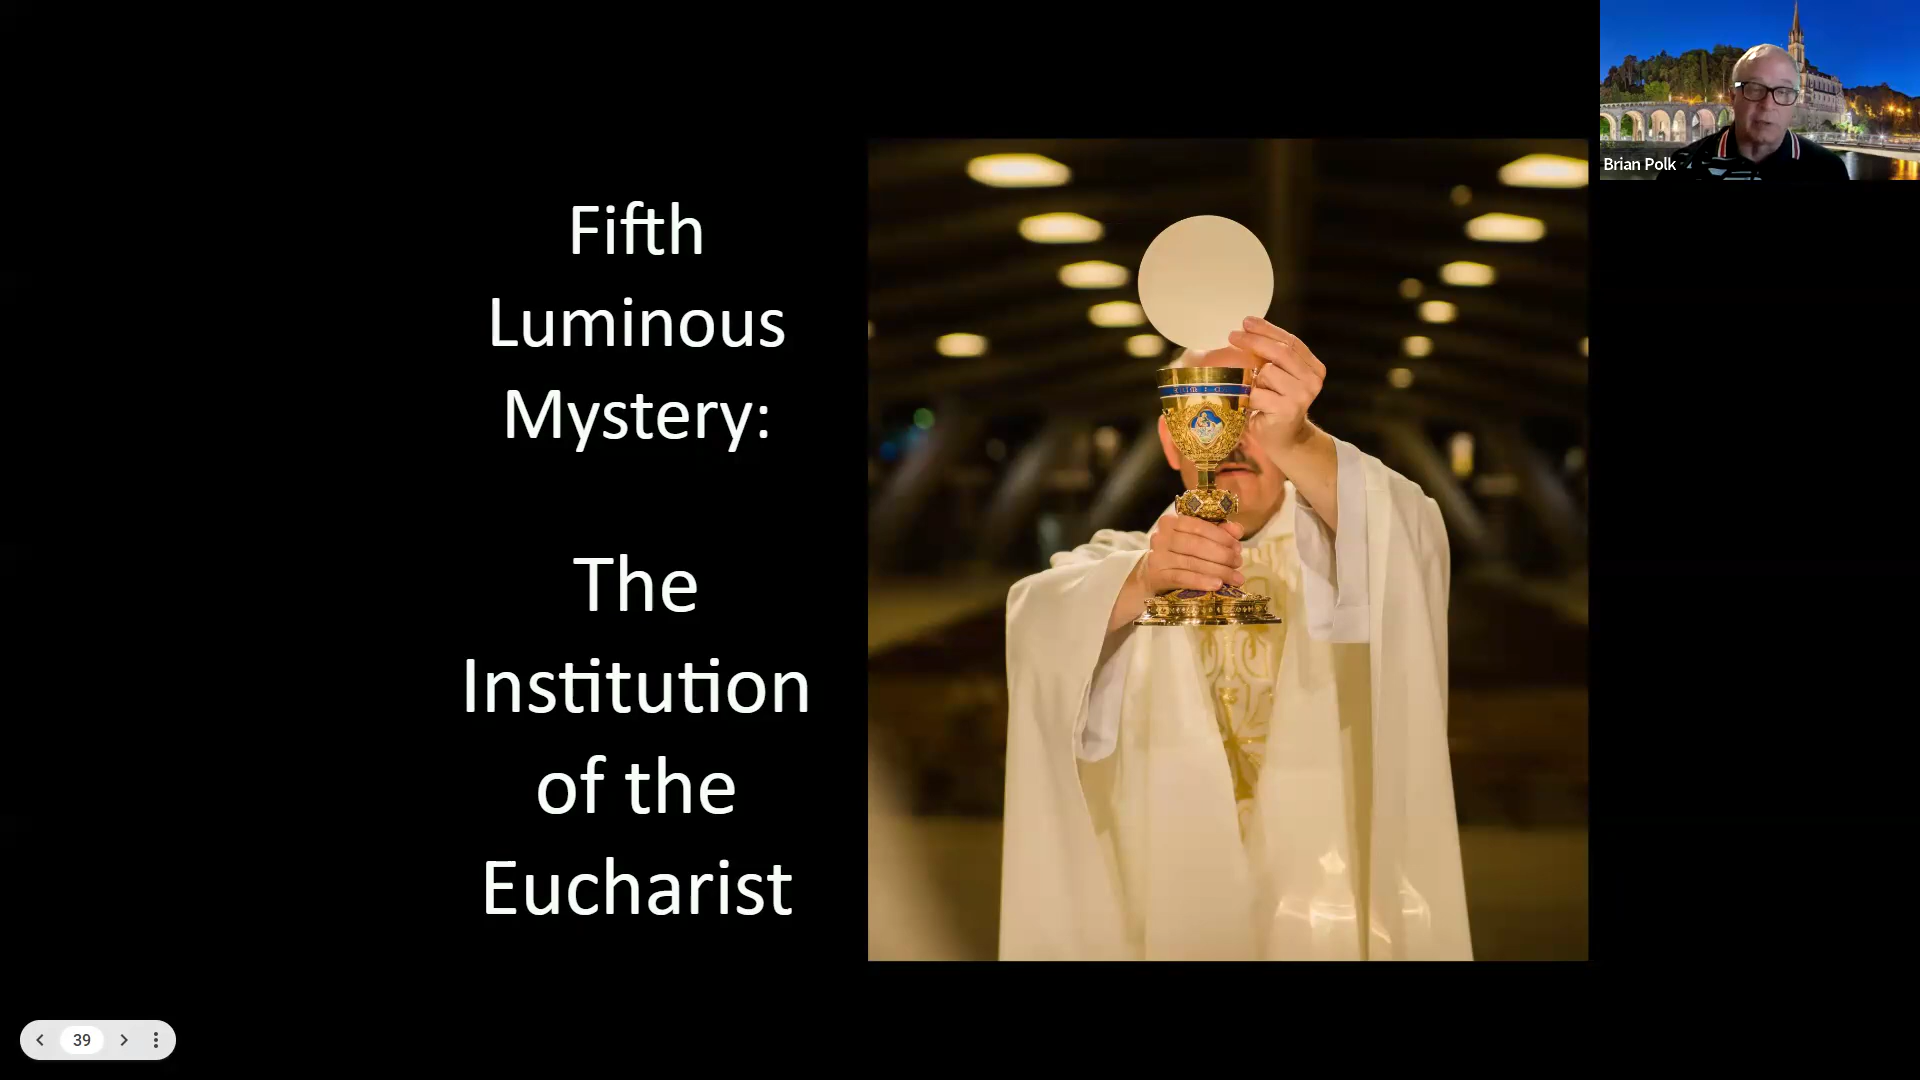 Fifth
Luminous
Mystery:
The
Institution
of the
Eucharist
Brian Polk
39